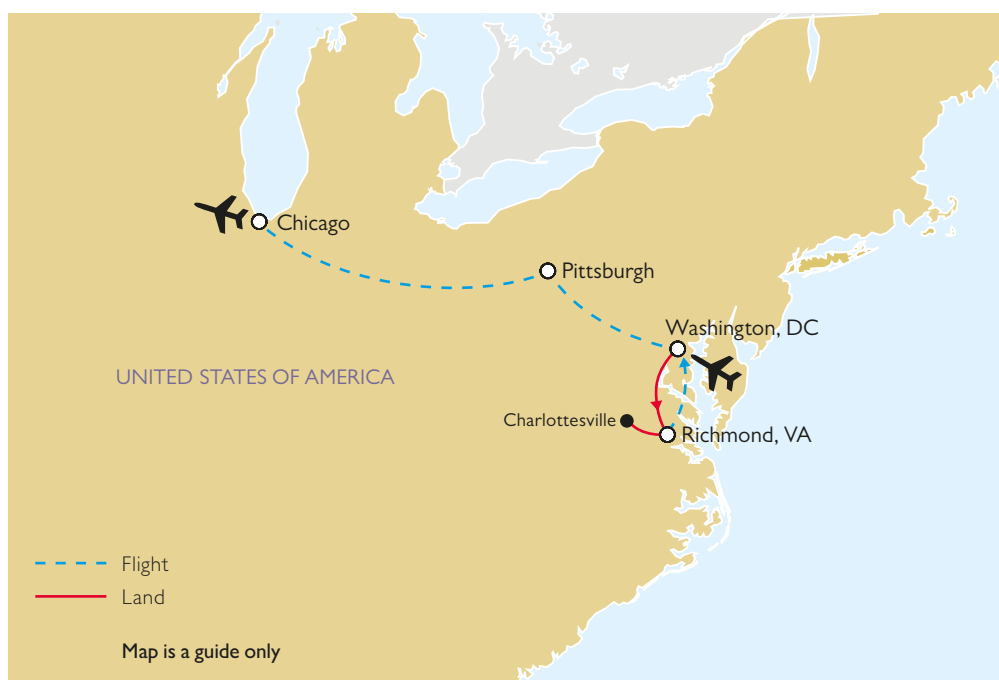 Chicago
Pittsburgh
Washington, DC
UNITED STATES OF AMERICA
Charlottesville
Richmond, VA
Flight
Land
Map is a guide only